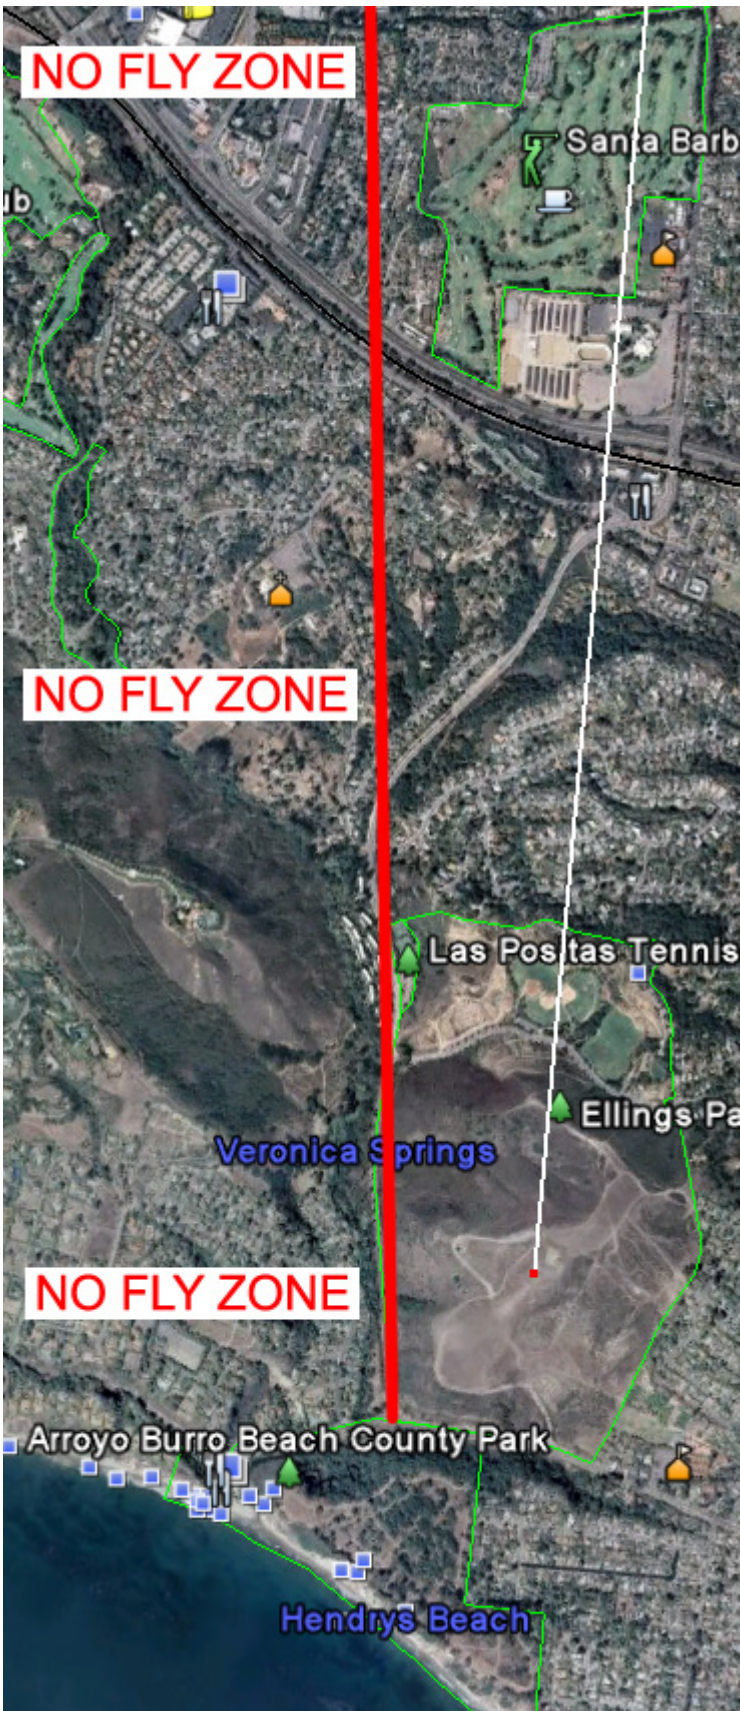 NO FLY ZONE
Santa Barb
ub
NO FLY ZONE
Las Positas Tennis
Ellings Pa
Veronica Springs
NO FLY ZONE
Arroyo Burro Beach County Park
Hendrys Beach